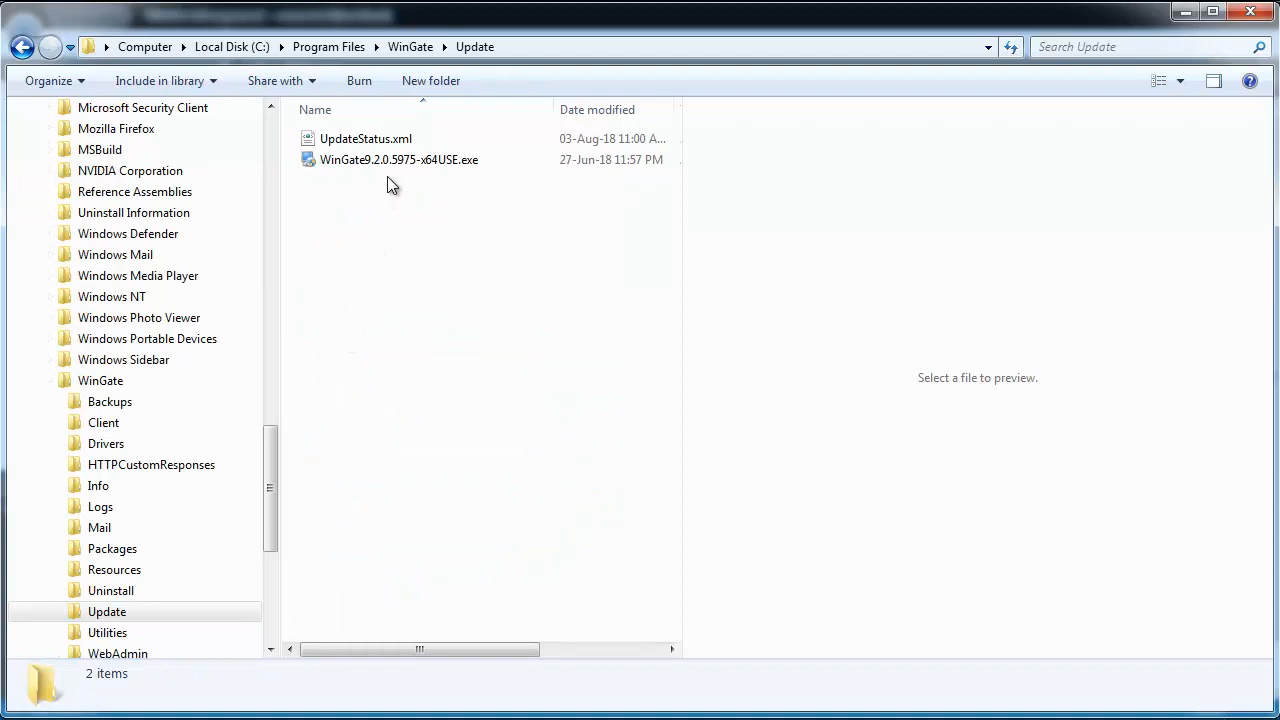 Computer Local Disk (C:) Program Files WinGate Update
Search Update
Organize Include in library Share with Burn New folder
Microsoft Security Client
Mozilla Firefox
MSBuild
NVIDIA Corporation
Reference Assemblies
Uninstall Information
Windows Defender
Windows Mail
Windows Media Player
Windows NT
Windows Photo Viewer
Windows Portable Devices
Windows Sidebar
WinGate
Backups
Client
Drivers
HTTPCustomResponses
Info
Logs
Mail
Packages
Resources
Uninstall
Update
Utilities
WebAdmin
Name Date modified
UpdateStatus.xml 03-Aug-18 11:00 A...
WinGate9.2.0.5975-x64USE.exe 27-Jun-18 11:57 PM
Select a file to preview.
2 items